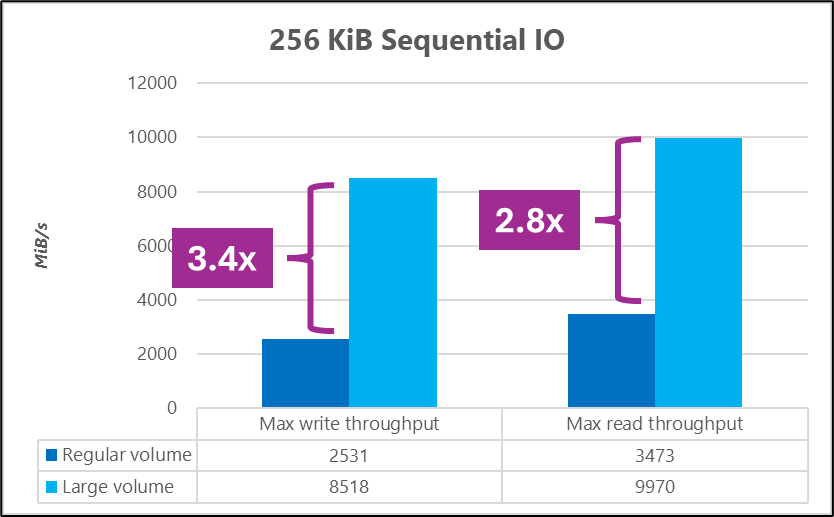 256 KiB Sequential IO
12000
10000
8000
6000
4000
2000
0
MiB/s
3.4x
2.8x
Max write throughput Max read throughput
Regular volume 2531 3473
Large volume 8518 9970